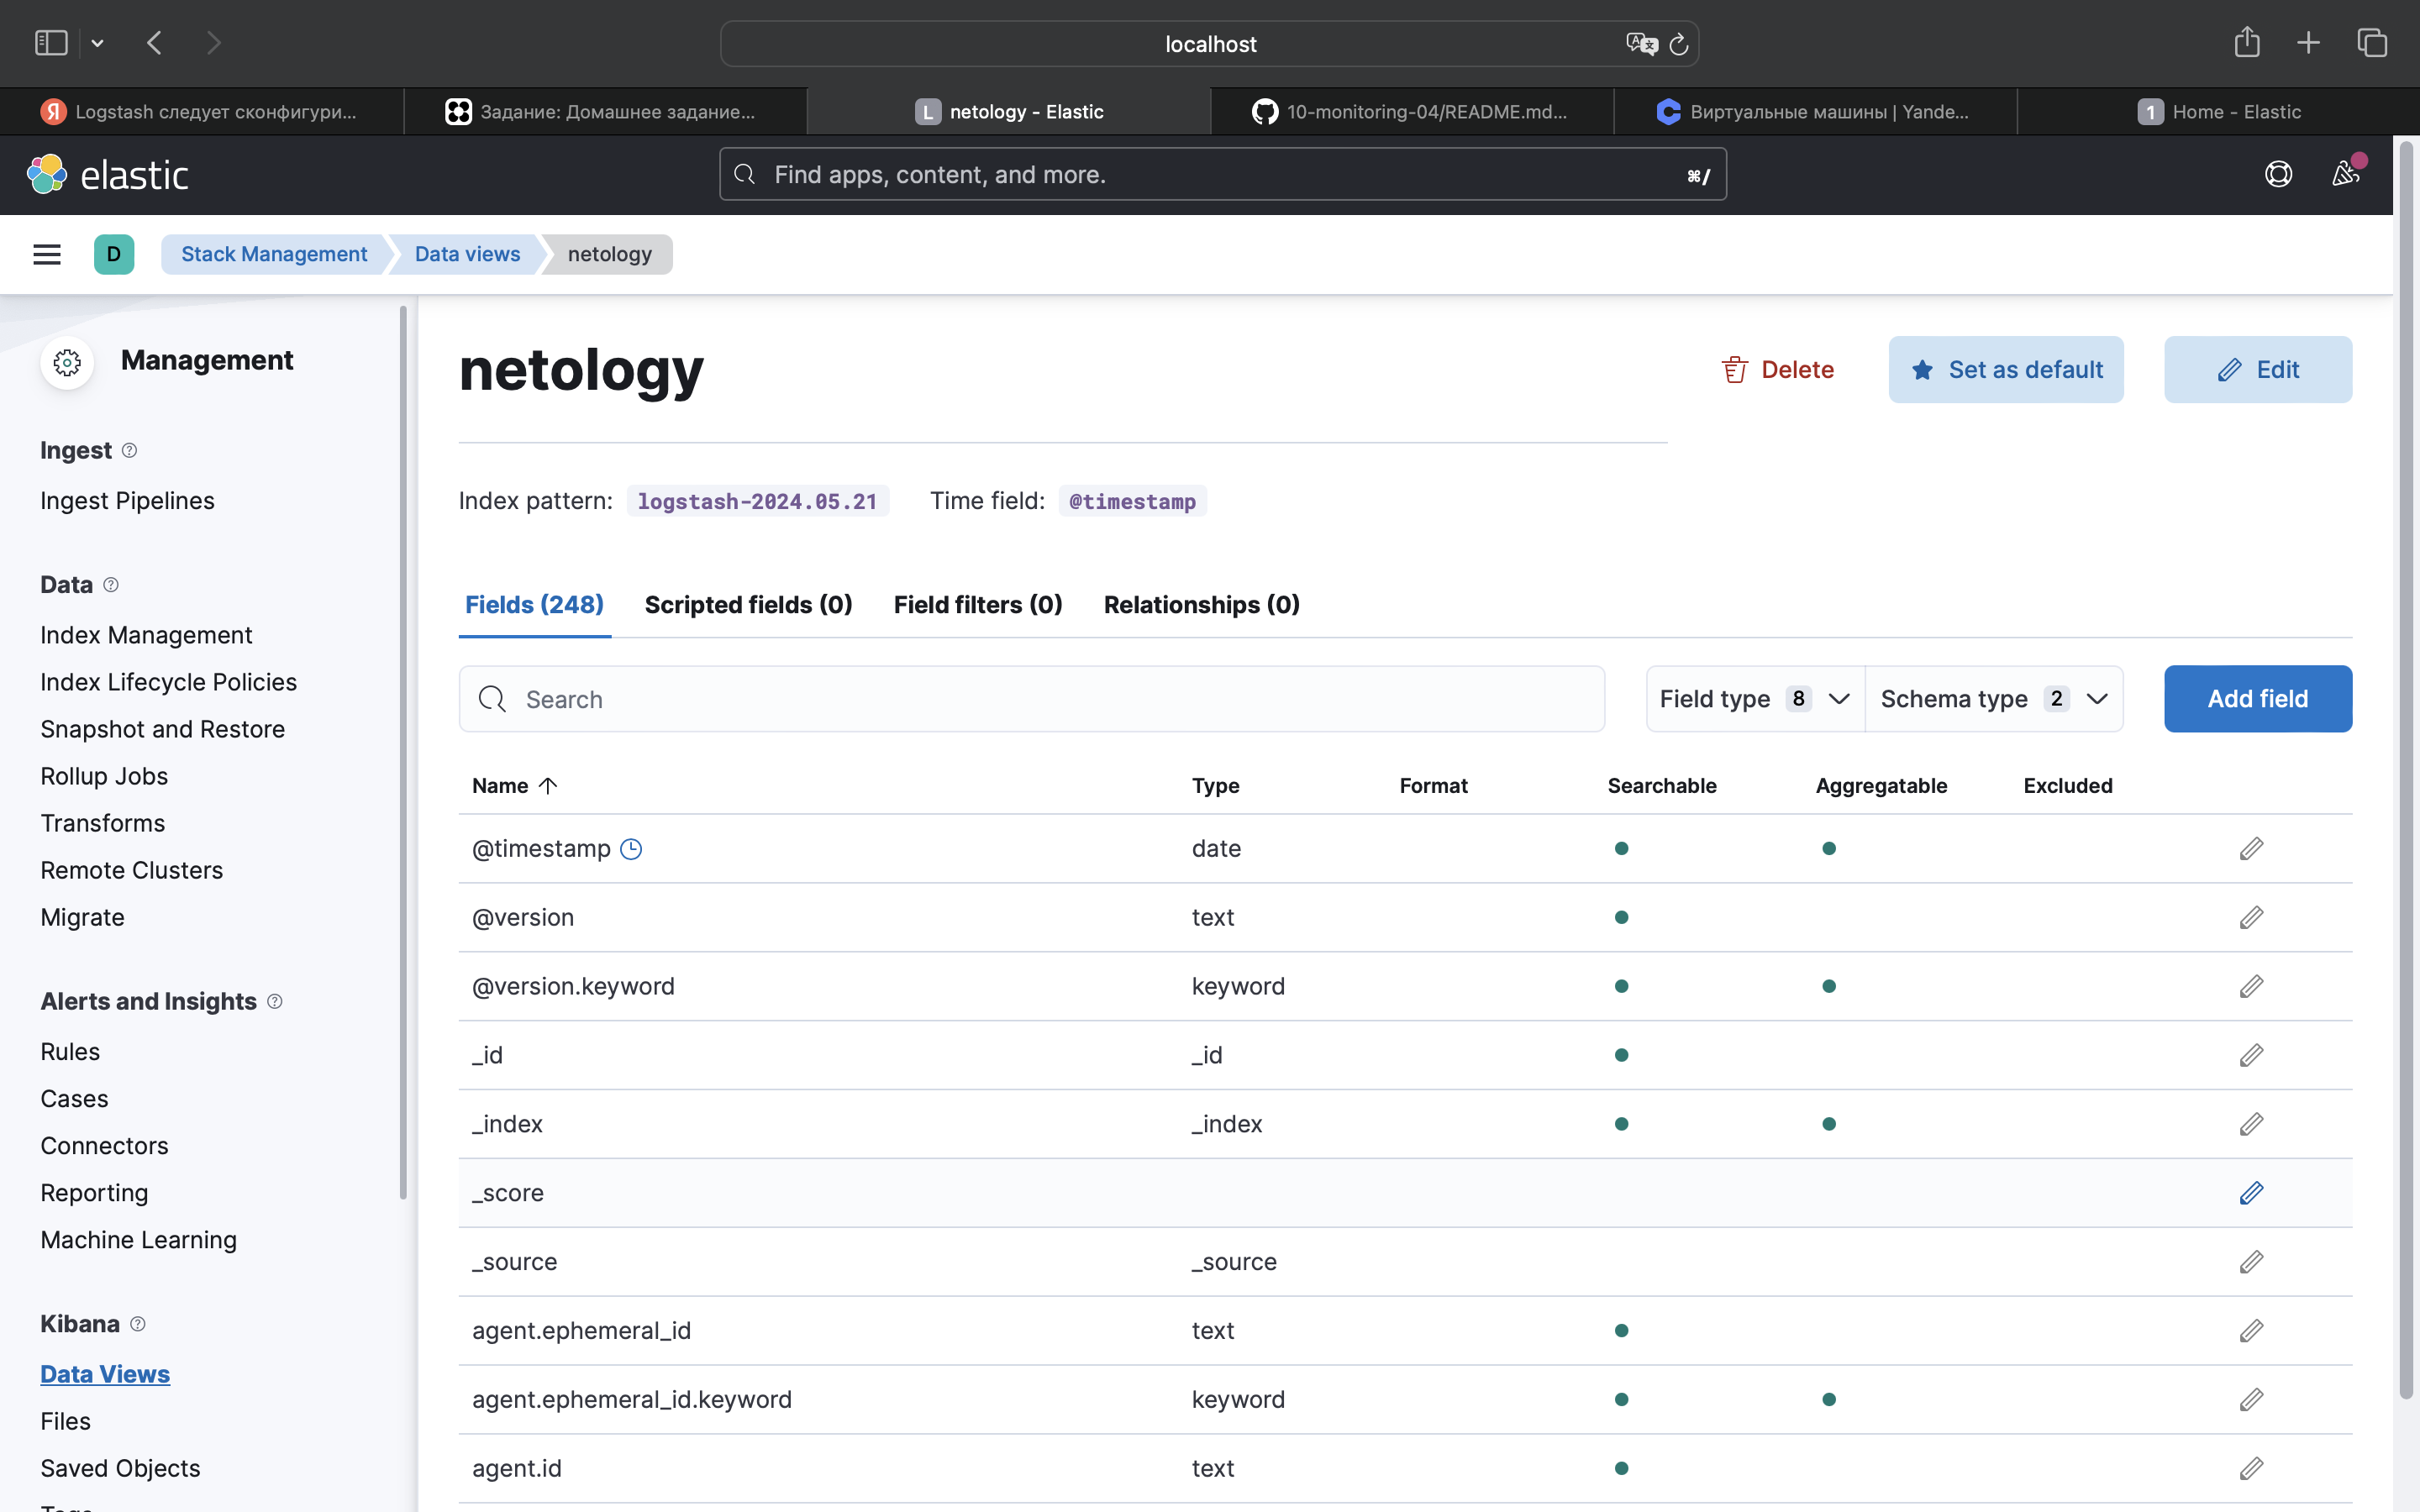 localhost
Logstash следует сконфигури...
Задание: Домашнее задание...
L netology - Elastic
10-monitoring-04/README.md...
Виртуальные машины | Yande...
1 Home - Elastic
elastic
Find apps, content, and more.
⌘/
D
Stack Management
Data views
netology
Management
Ingest
Ingest Pipelines
Data
Index Management
Index Lifecycle Policies
Snapshot and Restore
Rollup Jobs
Transforms
Remote Clusters
Migrate
Alerts and Insights
Rules
Cases
Connectors
Reporting
Machine Learning
Kibana
Data Views
Files
Saved Objects
netology
Delete
Set as default
Edit
Index pattern: logstash-2024.05.21 Time field: @timestamp
Fields (248) Scripted fields (0) Field filters (0) Relationships (0)
Search
Field type 8
Schema type 2
Add field
Name Type Format Searchable Aggregatable Excluded
@timestamp date
@version text
@version.keyword keyword
_id _id
_index _index
_score
_source _source
agent.ephemeral_id text
agent.ephemeral_id.keyword keyword
agent.id text